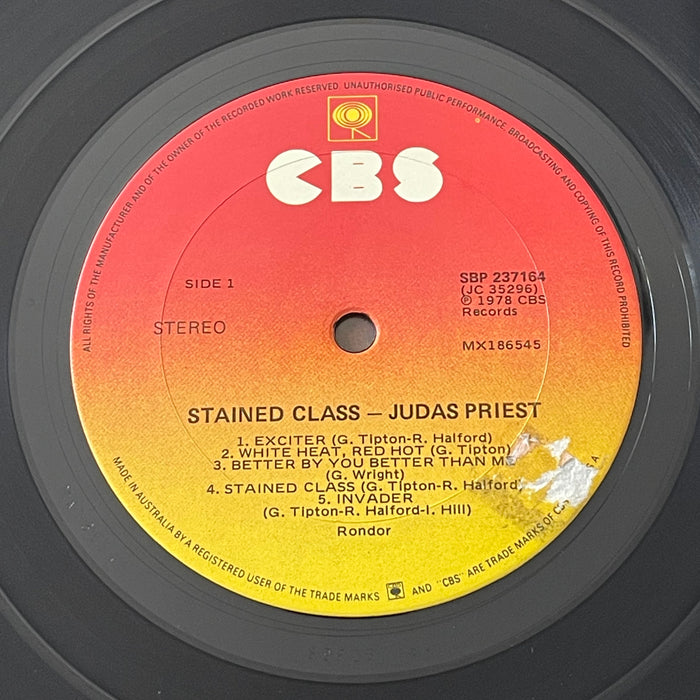 ALL RIGHTS OF THE MANUFACTURER AND OF THE OWNER OF THE RECORDED WORK RESERVED. UNAUTHORISED PUBLIC PERFORMANCE, BROADCASTING AND COPYING OF THIS RECORD PROHIBITED
CBS
SIDE 1
SBP 237164
(JC 35296)
℗ 1978 CBS
Records
STEREO
MX186545
STAINED CLASS — JUDAS PRIEST
1. EXCITER (G. Tipton-R. Halford)
2. WHITE HEAT, RED HOT (G. Tipton)
3. BETTER BY YOU BETTER THAN ME
(G. Wright)
4. STAINED CLASS (G. Tipton-R. Halford
5. INVADER
(G. Tipton-R. Halford-I. Hill)
Rondor
MADE IN AUSTRALIA BY A REGISTERED USER OF THE TRADE MARKS AND "CBS" ARE TRADE MARKS OF CBS